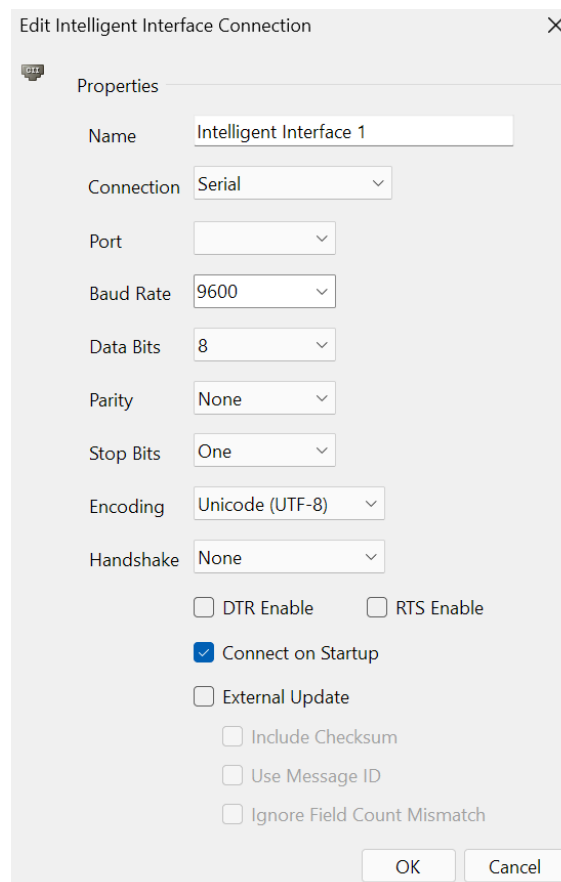 Edit Intelligent Interface Connection
CII
Properties
Name Intelligent Interface 1
Connection Serial
Port
Baud Rate 9600
Data Bits 8
Parity None
Stop Bits One
Encoding Unicode (UTF-8)
Handshake None
DTR Enable RTS Enable
Connect on Startup
External Update
Include Checksum
Use Message ID
Ignore Field Count Mismatch
OK Cancel